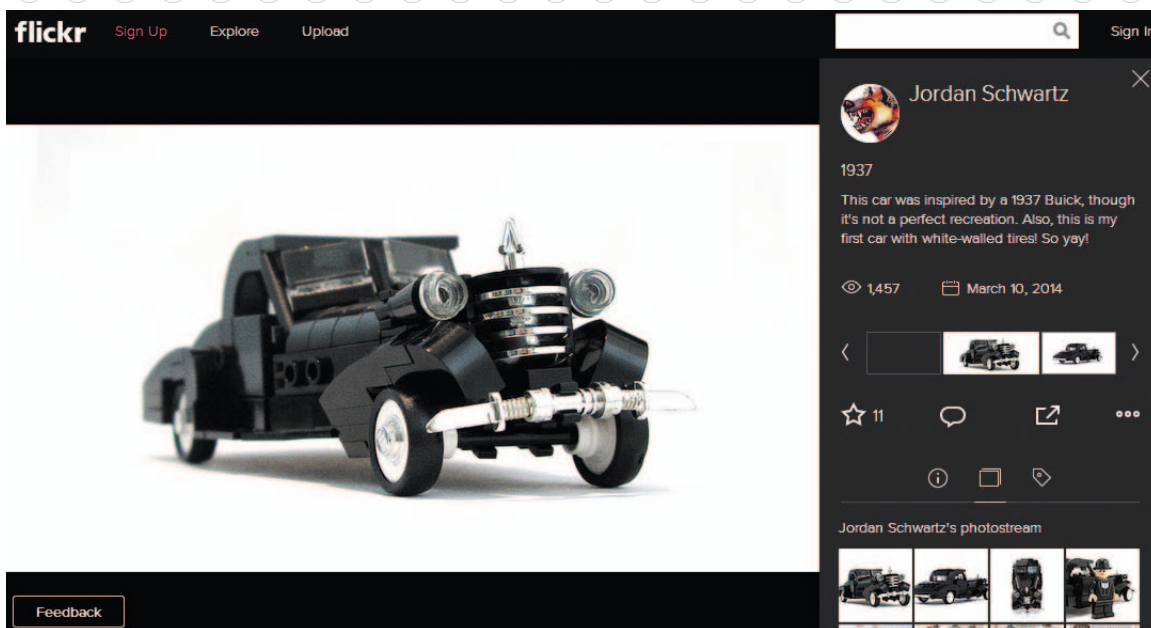 flickr Sign Up Explore Upload
Sign In
Jordan Schwartz
1937
This car was inspired by a 1937 Buick, though
it's not a perfect recreation. Also, this is my
first car with white-walled tires! So yay!
1,457 March 10, 2014
11
Jordan Schwartz's photostream
Feedback